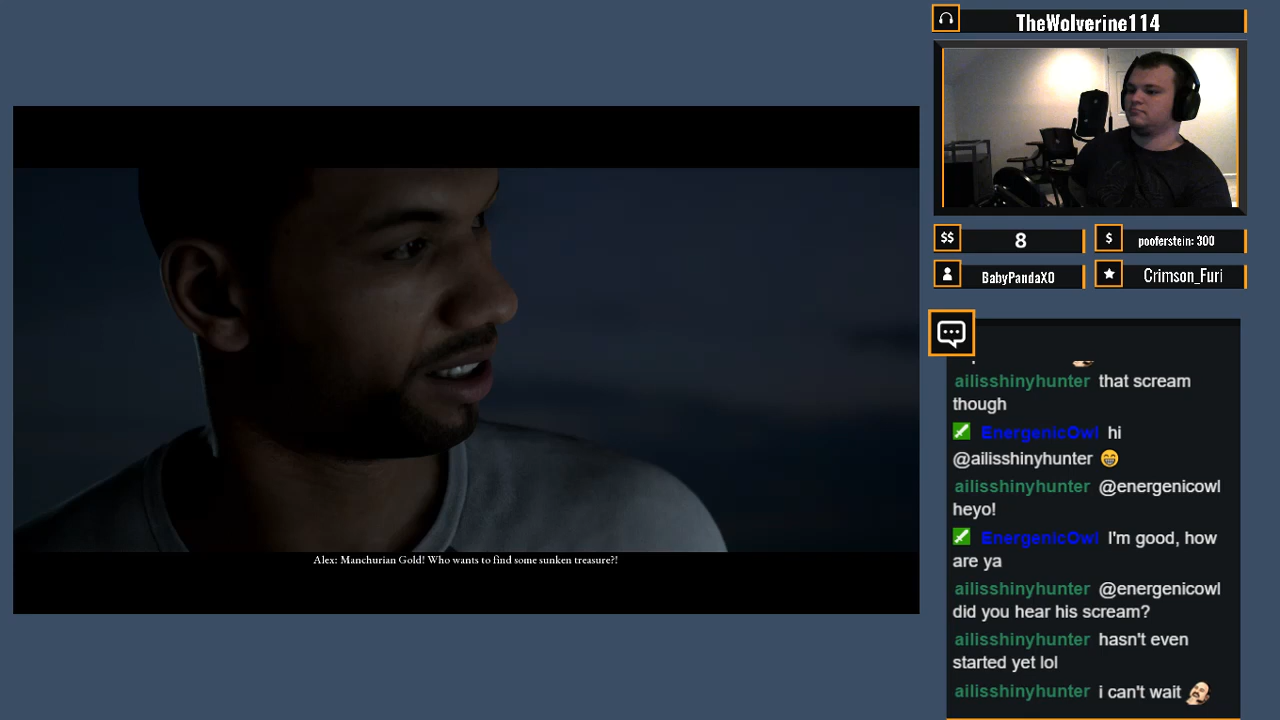 TheWolverine114
$$
8
$
pooferstein: 300
BabyPandaXO
Crimson_Furi
ailisshinyhunter that scream
though
EnergenicOwl hi
@ailisshinyhunter
ailisshinyhunter @energenicowl
heyo!
EnergenicOwl I'm good, how
are ya
ailisshinyhunter @energenicowl
did you hear his scream?
ailisshinyhunter hasn't even
started yet lol
ailisshinyhunter i can't wait
Alex: Manchurian Gold! Who wants to find some sunken treasure?!